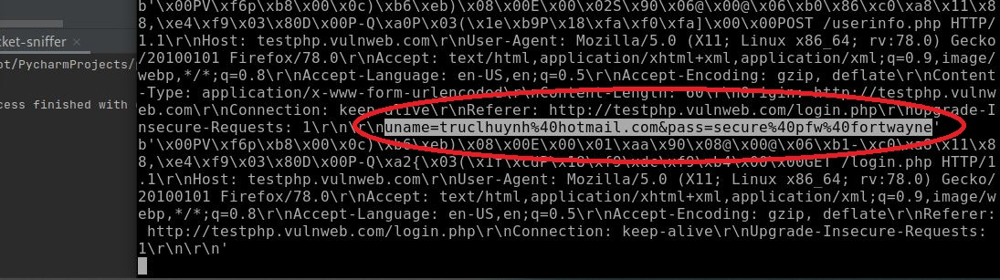 cket-sniffer ×
ot/PycharmProjects/p
cess finished with
b'\x00PV\xf6p\xb8\x00\x0c)\xb6\xeb)\x08\x00E\x00\x02S\x90\x06@\x00@\x06\xb0\x86\xc0\xa8\x11\x8
8,\xe4\xf9\x03\x80D\x00P-Q\xa0P\x03(\x1e\xb9P\x18\xfa\xf0\xfa]\x00\x00POST /userinfo.php HTTP/
1.1\r\nHost: testphp.vulnweb.com\r\nUser-Agent: Mozilla/5.0 (X11; Linux x86_64; rv:78.0) Gecko
/20100101 Firefox/78.0\r\nAccept: text/html,application/xhtml+xml,application/xml;q=0.9,image/
webp,*/*;q=0.8\r\nAccept-Language: en-US,en;q=0.5\r\nAccept-Encoding: gzip, deflate\r\nContent
-Type: application/x-www-form-urlencoded\r\nContent-Length: 60\r\nOrigin: http://testphp.vulnw
eb.com\r\nConnection: keep-alive\r\nReferer: http://testphp.vulnweb.com/login.php\r\nUpgrade-I
nsecure-Requests: 1\r\n\r\nuname=truclhuynh%40hotmail.com&pass=secure%40pfw%40fortwayne'
b'\x00PV\xf6p\xb8\x00\x0c)\xb6\xeb)\x08\x00E\x00\x01\xaa\x90\x08@\x00@\x06\xb1-\xc0\xa8\x11\x8
8,\xe4\xf9\x03\x80D\x00P-Q\xa2{\x03(\x1f\xcdP\x18\xf9\xde\xf9\xb4\x00\x00GET /login.php HTTP/1
.1\r\nHost: testphp.vulnweb.com\r\nUser-Agent: Mozilla/5.0 (X11; Linux x86_64; rv:78.0) Gecko/
20100101 Firefox/78.0\r\nAccept: text/html,application/xhtml+xml,application/xml;q=0.9,image/w
ebp,*/*;q=0.8\r\nAccept-Language: en-US,en;q=0.5\r\nAccept-Encoding: gzip, deflate\r\nReferer:
 http://testphp.vulnweb.com/login.php\r\nConnection: keep-alive\r\nUpgrade-Insecure-Requests:
1\r\n\r\n'